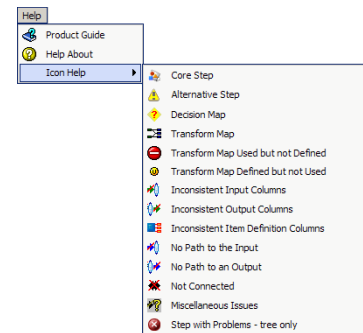 Help
Product Guide
Help About
Icon Help
Core Step
Alternative Step
Decision Map
Transform Map
Transform Map Used but not Defined
Transform Map Defined but not Used
Inconsistent Input Columns
Inconsistent Output Columns
Inconsistent Item Definition Columns
No Path to the Input
No Path to an Output
Not Connected
Miscellaneous Issues
Step with Problems - tree only